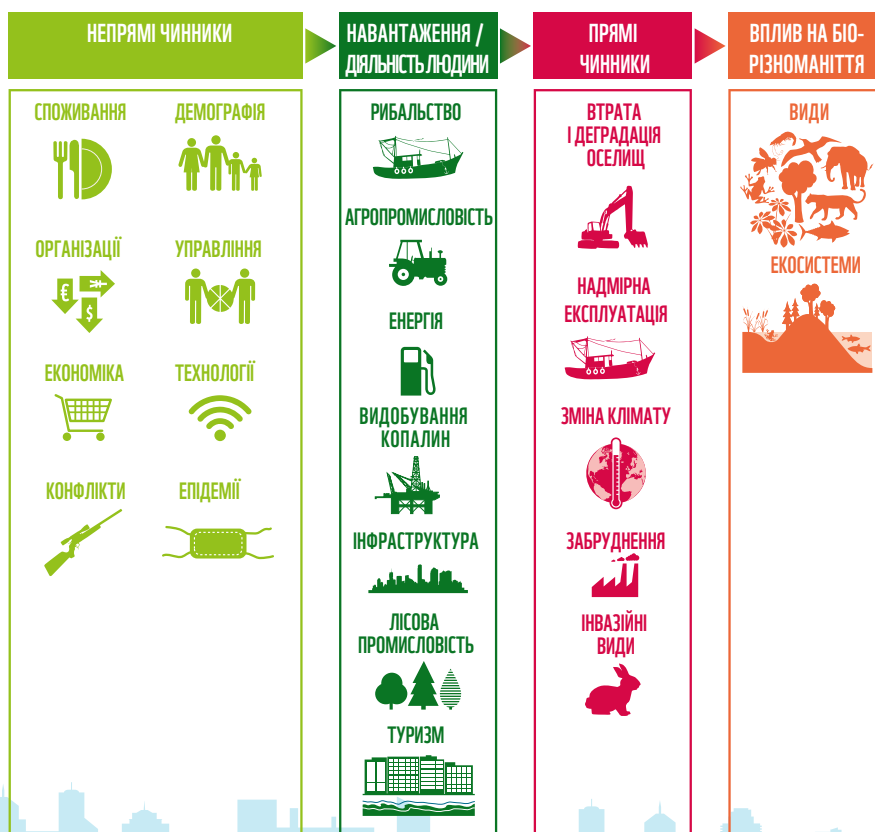 НЕПРЯМІ ЧИННИКИ
НАВАНТАЖЕННЯ /
ДІЯЛЬНІСТЬ ЛЮДИНИ
ПРЯМІ
ЧИННИКИ
ВПЛИВ НА БІО-
РІЗНОМАНІТТЯ
СПОЖИВАННЯ
ДЕМОГРАФІЯ
ОРГАНІЗАЦІЇ
УПРАВЛІННЯ
€
$
ЕКОНОМІКА
ТЕХНОЛОГІЇ
КОНФЛІКТИ
ЕПІДЕМІЇ
РИБАЛЬСТВО
АГРОПРОМИСЛОВІСТЬ
ЕНЕРГІЯ
ВИДОБУВАННЯ
КОПАЛИН
ІНФРАСТРУКТУРА
ЛІСОВА
ПРОМИСЛОВІСТЬ
ТУРИЗМ
ВТРАТА
І ДЕГРАДАЦІЯ
ОСЕЛИЩ
НАДМІРНА
ЕКСПЛУАТАЦІЯ
ЗМІНА КЛІМАТУ
ЗАБРУДНЕННЯ
ІНВАЗІЙНІ
ВИДИ
ВИДИ
ЕКОСИСТЕМИ